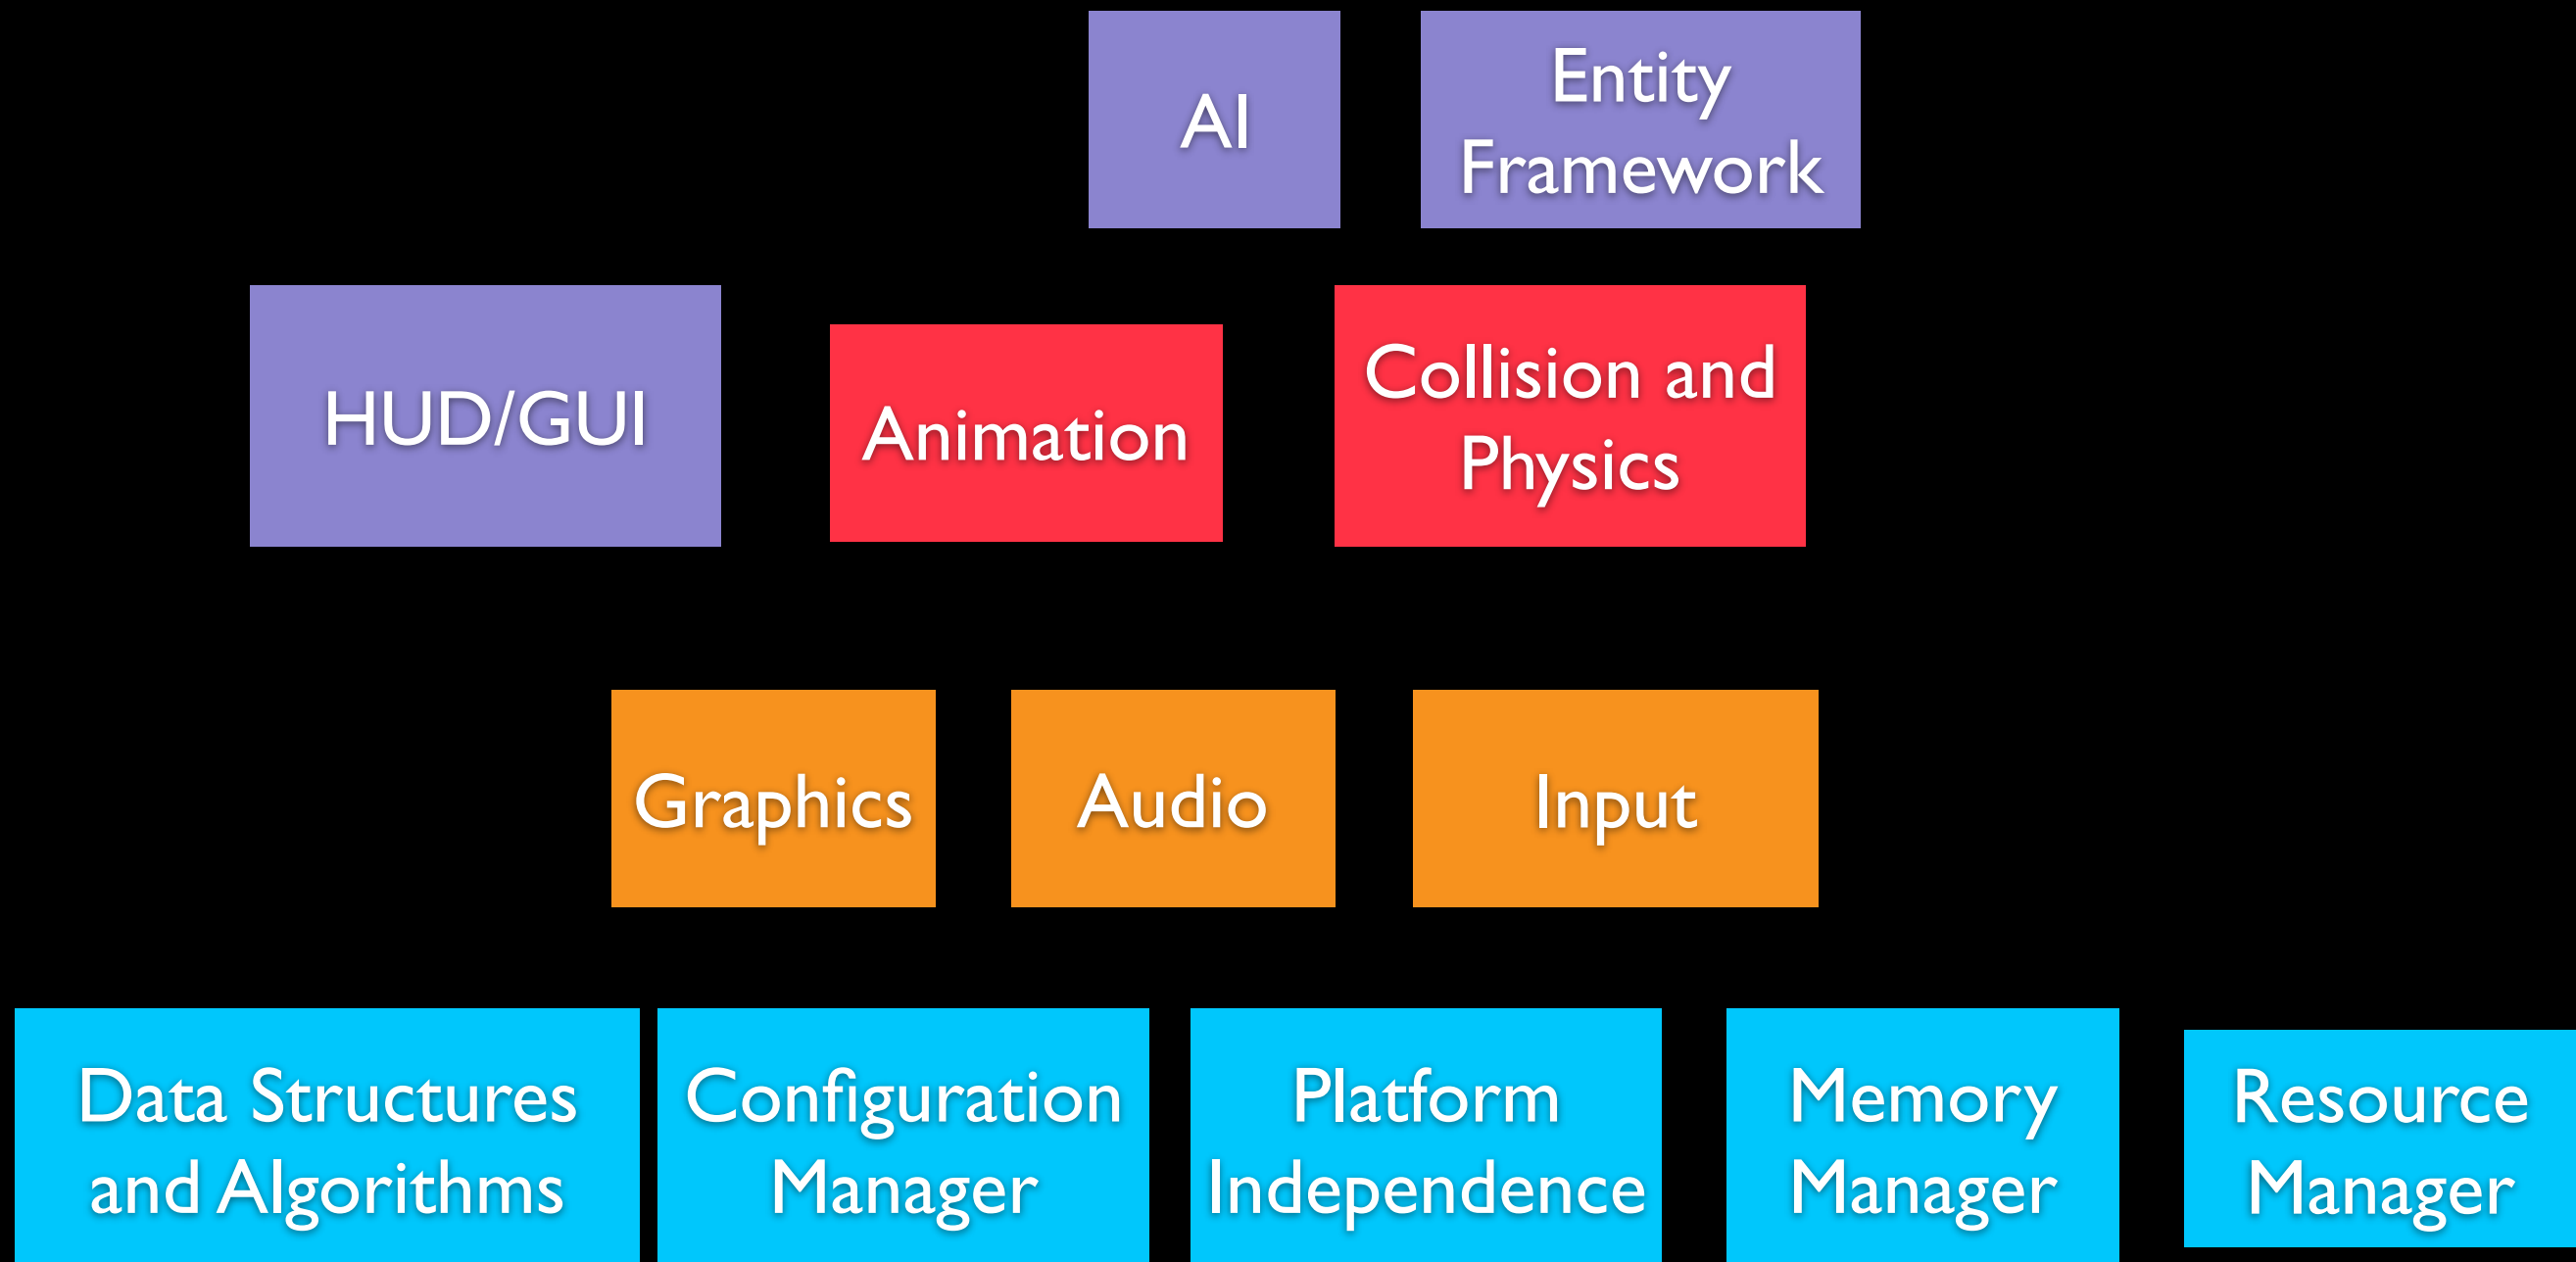 AI
Entity
Framework
HUD/GUI
Animation
Collision and
Physics
Graphics
Audio
Input
Data Structures
and Algorithms
Configuration
Manager
Platform
Independence
Memory
Manager
Resource
Manager